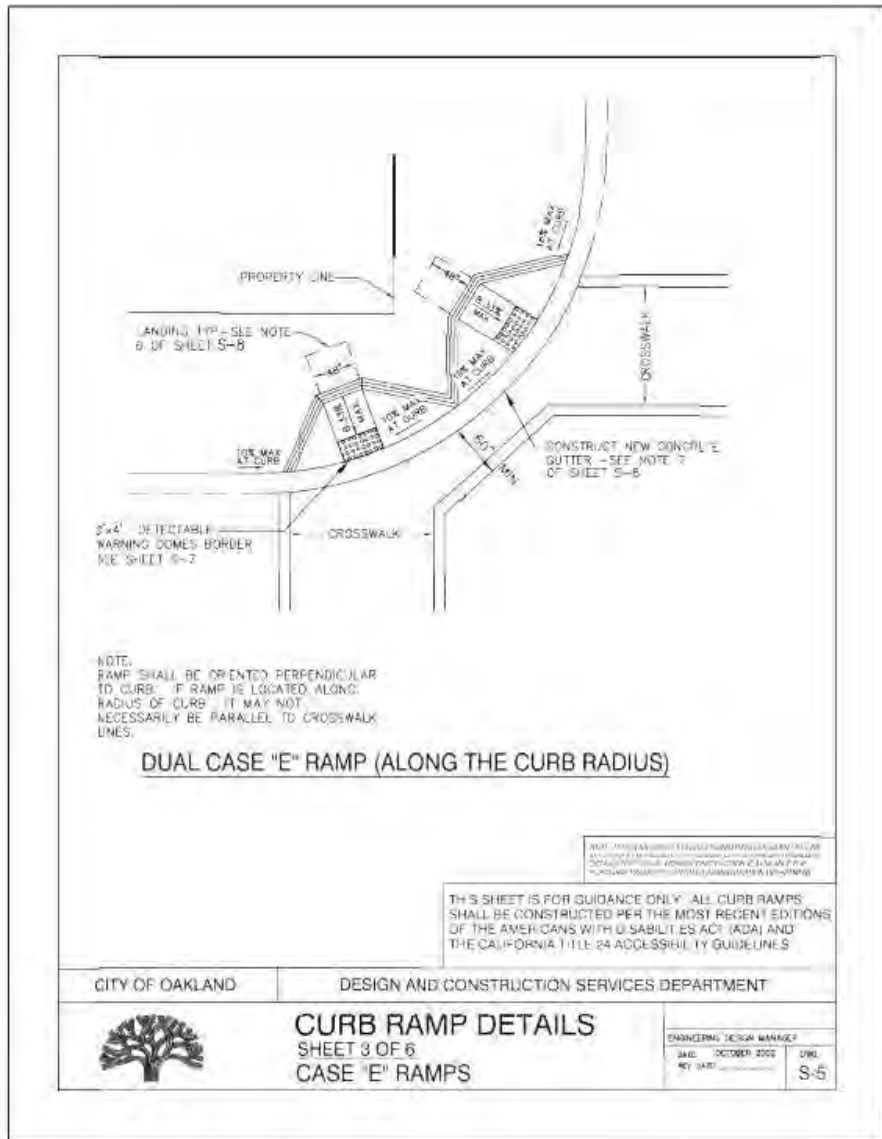 10% MAX
AT CURB
PROPERTY LINE
48"
8.33%
MAX
LANDING TYP - SEE NOTE
6 OF SHEET S-8
48"
8.33%
MAX
10% MAX
AT CURB
10% MAX
AT CURB
CROSSWALK
10% MAX
AT CURB
60" MIN
CONSTRUCT NEW CONCRETE
GUTTER - SEE NOTE 7
OF SHEET S-8
DETECTABLE
WARNING DOMES BORDER
SEE SHEET
CROSSWALK
NOTE:
RAMP SHALL BE ORIENTED PERPENDICULAR
TO CURB. IF RAMP IS LOCATED ALONG
RADIUS OF CURB, IT MAY NOT
NECESSARILY BE PARALLEL TO CROSSWALK
LINES.
DUAL CASE "E" RAMP (ALONG THE CURB RADIUS)
THIS SHEET IS FOR GUIDANCE ONLY. ALL CURB RAMPS
SHALL BE CONSTRUCTED PER THE MOST RECENT EDITIONS
OF THE AMERICANS WITH DISABILITIES ACT (ADA) AND
THE CALIFORNIA TITLE 24 ACCESSIBILITY GUIDELINES
CITY OF OAKLAND
DESIGN AND CONSTRUCTION SERVICES DEPARTMENT
CURB RAMP DETAILS
SHEET 3 OF 6
CASE "E" RAMPS
ENGINEERING DESIGN MANAGER
DATE: OCTOBER 2002
REV DATE:
DWG.
S-5